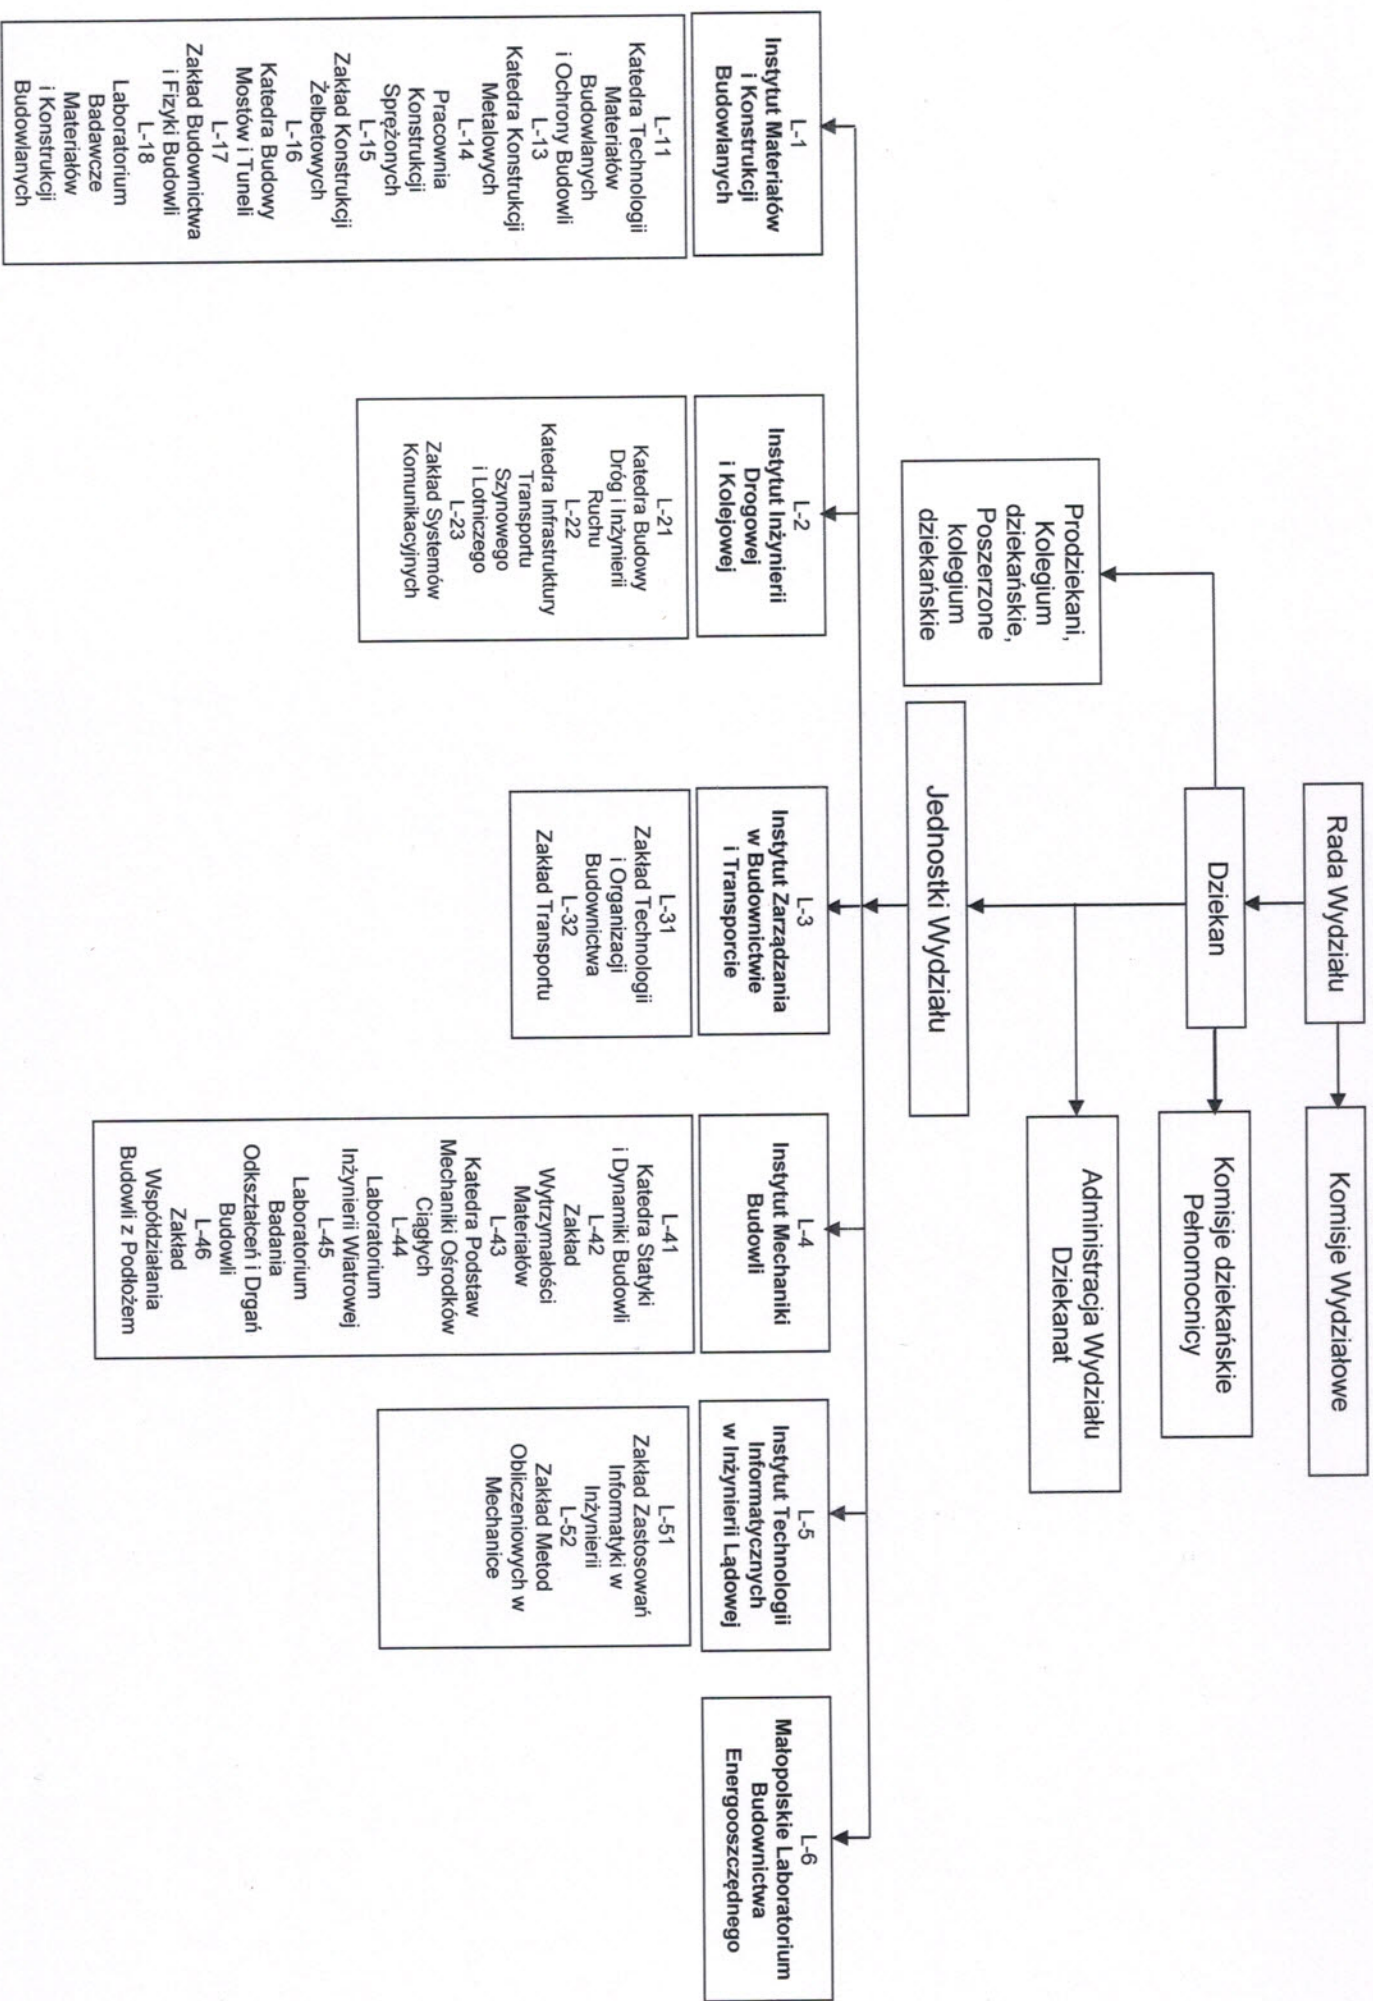 Rada Wydziału
Komisje Wydziałowe
Dziekan
Komisje dziekańskie
Pełnomocnicy
Prodziekani,
Kolegium
dziekańskie,
Poszerzone
kolegium
dziekańskie
Administracja Wydziału
Dziekanat
Jednostki Wydziału
L-1
Instytut Materiałów
i Konstrukcji
Budowlanych
L-11
Katedra Technologii
Materiałów
Budowlanych
i Ochrony Budowli
L-13
Katedra Konstrukcji
Metalowych
L-14
Pracownia
Konstrukcji
Sprężonych
L-15
Zakład Konstrukcji
Żelbetowych
L-16
Katedra Budowy
Mostów i Tuneli
L-17
Zakład Budownictwa
i Fizyki Budowli
L-18
Laboratorium
Badawcze
Materiałów
i Konstrukcji
Budowlanych
L-2
Instytut Inżynierii
Drogowej
i Kolejowej
L-21
Katedra Budowy
Dróg i Inżynierii
Ruchu
L-22
Katedra Infrastruktury
Transportu
Szynowego
i Lotniczego
L-23
Zakład Systemów
Komunikacyjnych
L-3
Instytut Zarządzania
w Budownictwie
i Transporcie
L-31
Zakład Technologii
i Organizacji
Budownictwa
L-32
Zakład Transportu
L-4
Instytut Mechaniki
Budowli
L-41
Katedra Statyki
i Dynamiki Budowli
L-42
Zakład
Wytrzymałości
Materiałów
L-43
Katedra Podstaw
Mechaniki Ośrodków
Ciągłych
L-44
Laboratorium
Inżynierii Wiatrowej
L-45
Laboratorium
Badania
Odkształceń i Drgań
Budowli
L-46
Zakład
Współdziałania
Budowli z Podłożem
L-5
Instytut Technologii
Informatycznych
w Inżynierii Lądowej
L-51
Zakład Zastosowań
Informatyki w
Inżynierii
L-52
Zakład Metod
Obliczeniowych w
Mechanice
L-6
Małopolskie Laboratorium
Budownictwa
Energooszczędnego